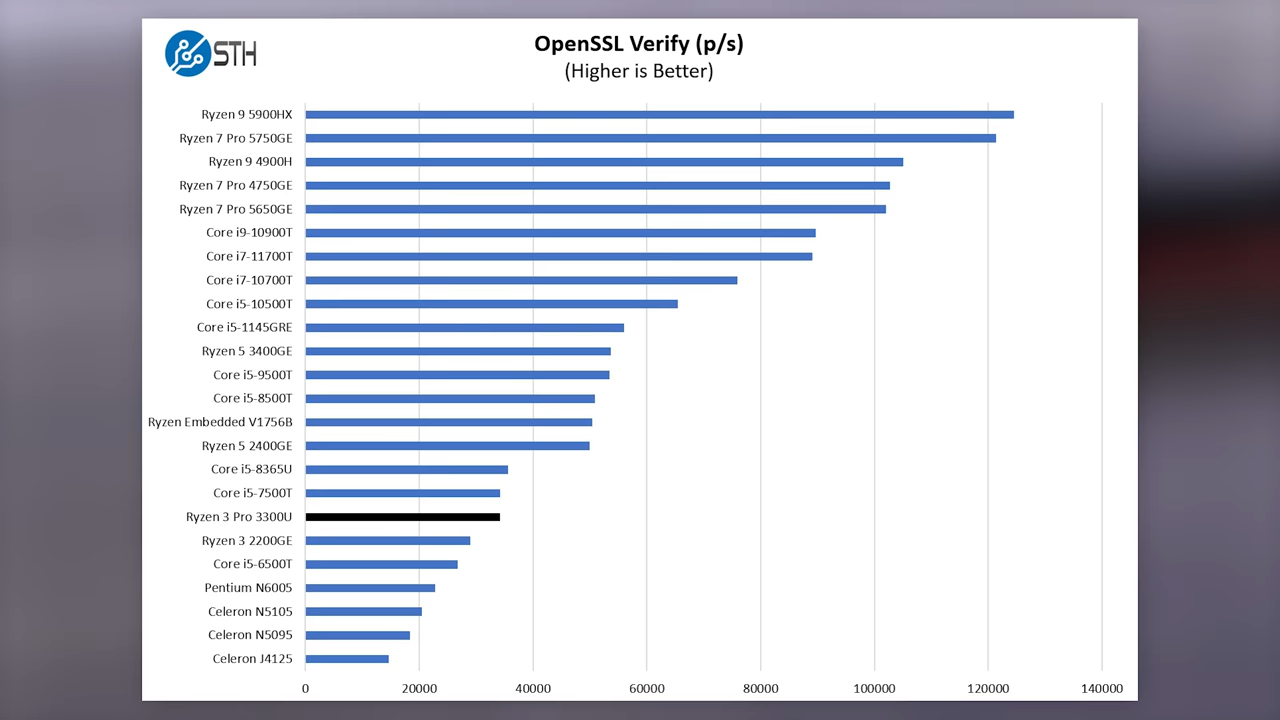 STH
OpenSSL Verify (p/s)
(Higher is Better)
Ryzen 9 5900HX
Ryzen 7 Pro 5750GE
Ryzen 9 4900H
Ryzen 7 Pro 4750GE
Ryzen 7 Pro 5650GE
Core i9-10900T
Core i7-11700T
Core i7-10700T
Core i5-10500T
Core i5-1145GRE
Ryzen 5 3400GE
Core i5-9500T
Core i5-8500T
Ryzen Embedded V1756B
Ryzen 5 2400GE
Core i5-8365U
Core i5-7500T
Ryzen 3 Pro 3300U
Ryzen 3 2200GE
Core i5-6500T
Pentium N6005
Celeron N5105
Celeron N5095
Celeron J4125
0 20000 40000 60000 80000 100000 120000 140000